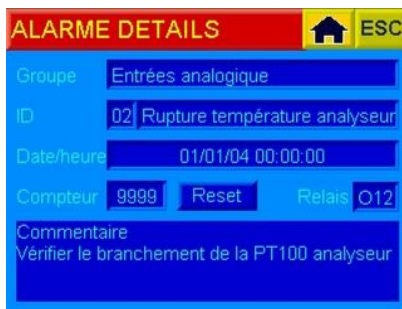 ALARME DETAILS ESC
Groupe Entrées analogique
ID 02 Rupture température analyseur
Date/heure 01/01/04 00:00:00
Compteur 9999 Reset Relais O12
Commentaire
Vérifier le branchement de la PT100 analyseur